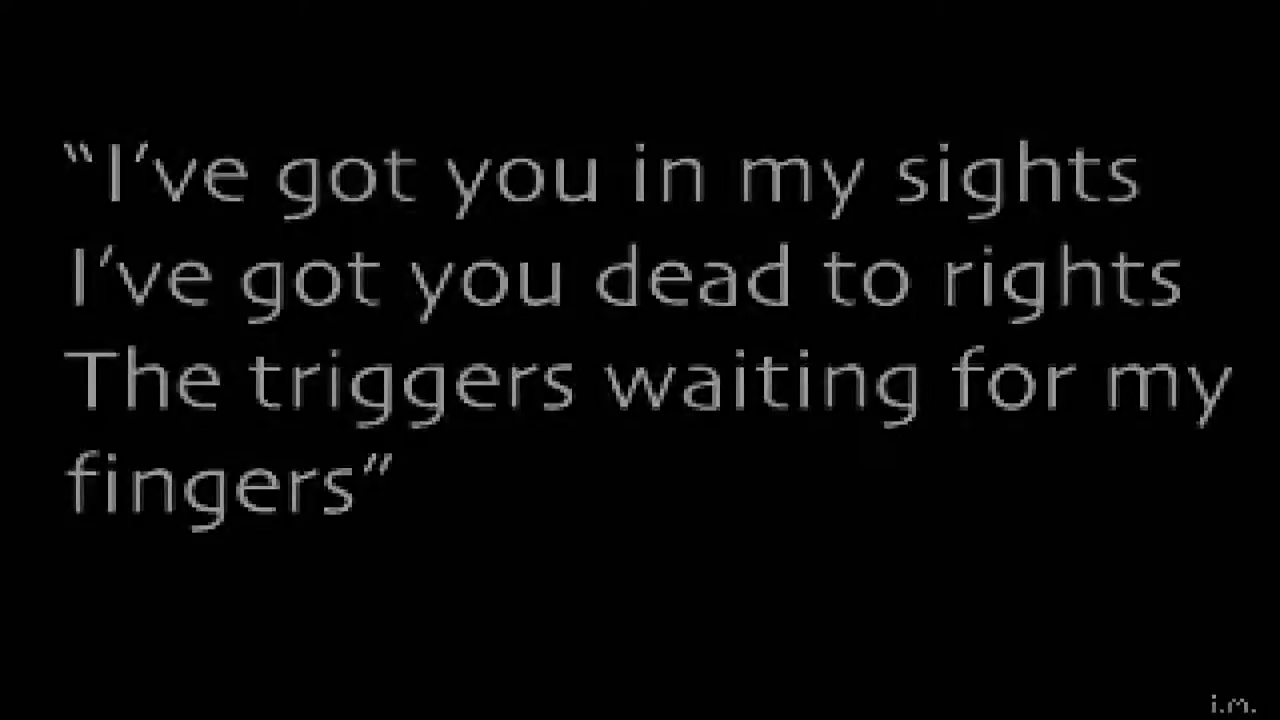 “I’ve got you in my sights
I’ve got you dead to rights
The triggers waiting for my
fingers”
i.m.